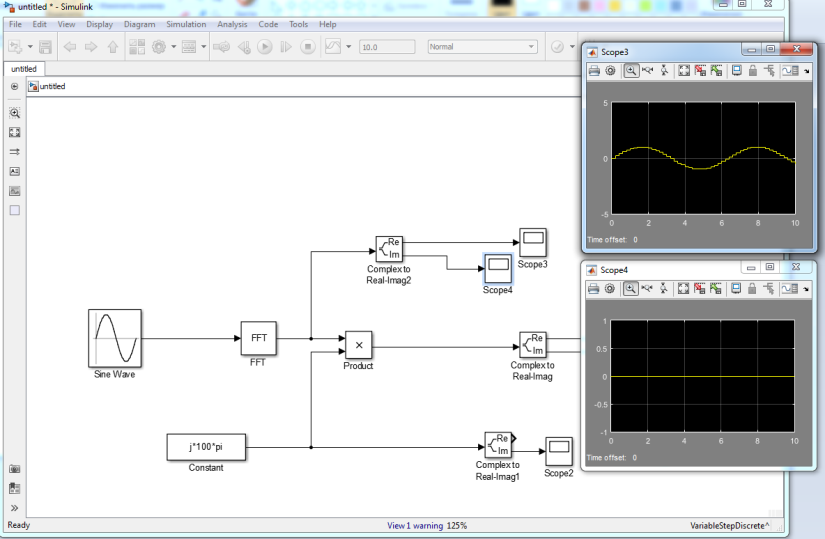 untitled * - Simulink
File Edit View Display Diagram Simulation Analysis Code Tools Help
10.0 Normal
untitled
untitled
Scope3
5
0
-5
0 2 4 6 8 10
Time offset: 0
Re
Im
Complex to
Real-Imag2
Scope3
Scope4
Scope4
1
0.5
0
-0.5
-1
0 2 4 6 8 10
Time offset: 0
Sine Wave
FFT
FFT
×
Product
Re
Im
Complex to
Real-Imag
j*100*pi
Constant
Re
Im
Complex to
Real-Imag1
Scope2
Ready View 1 warning 125% VariableStepDiscrete^